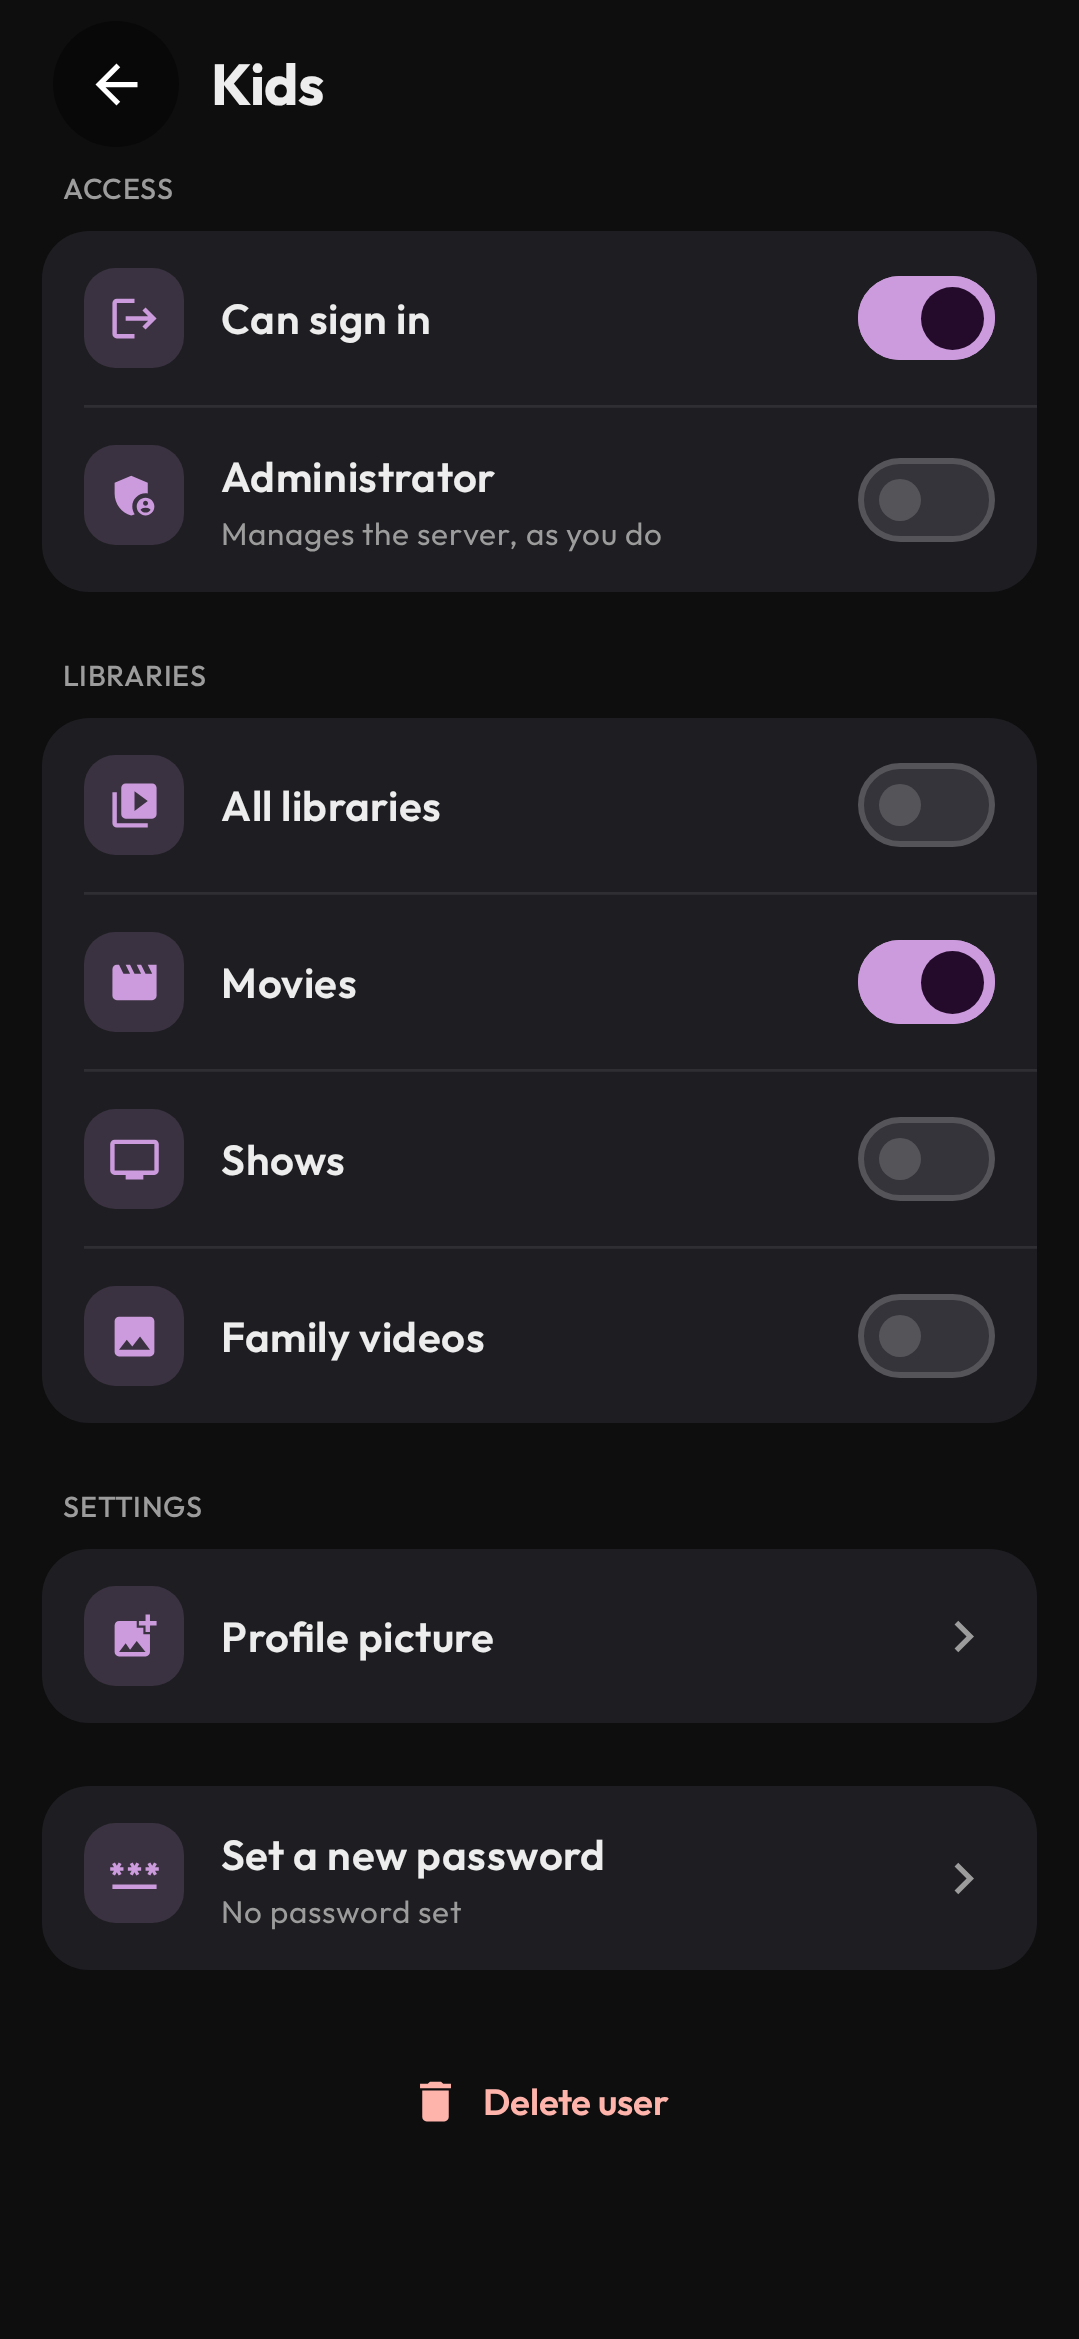 Kids
ACCESS
Can sign in
Administrator
Manages the server, as you do
LIBRARIES
All libraries
Movies
Shows
Family videos
SETTINGS
Profile picture
Set a new password
No password set
Delete user